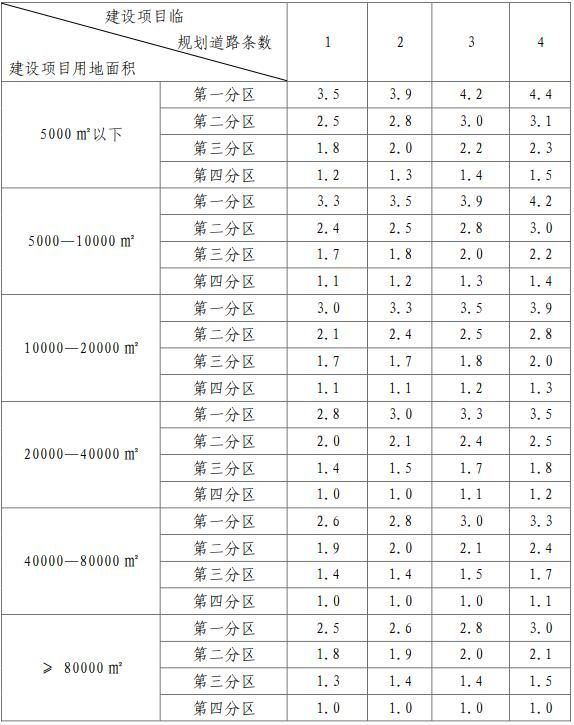 建设项目临
规划道路条数
建设项目用地面积
1 2 3 4
5000㎡以下
第一分区 3.5 3.9 4.2 4.4
第二分区 2.5 2.8 3.0 3.1
第三分区 1.8 2.0 2.2 2.3
第四分区 1.2 1.3 1.4 1.5
5000—10000㎡
第一分区 3.3 3.5 3.9 4.2
第二分区 2.4 2.5 2.8 3.0
第三分区 1.7 1.8 2.0 2.2
第四分区 1.1 1.2 1.3 1.4
10000—20000㎡
第一分区 3.0 3.3 3.5 3.9
第二分区 2.1 2.4 2.5 2.8
第三分区 1.7 1.7 1.8 2.0
第四分区 1.1 1.1 1.2 1.3
20000—40000㎡
第一分区 2.8 3.0 3.3 3.5
第二分区 2.0 2.1 2.4 2.5
第三分区 1.4 1.5 1.7 1.8
第四分区 1.0 1.0 1.1 1.2
40000—80000㎡
第一分区 2.6 2.8 3.0 3.3
第二分区 1.9 2.0 2.1 2.4
第三分区 1.4 1.4 1.5 1.7
第四分区 1.0 1.0 1.0 1.1
≥ 80000㎡
第一分区 2.5 2.6 2.8 3.0
第二分区 1.8 1.9 2.0 2.1
第三分区 1.3 1.4 1.4 1.5
第四分区 1.0 1.0 1.0 1.0